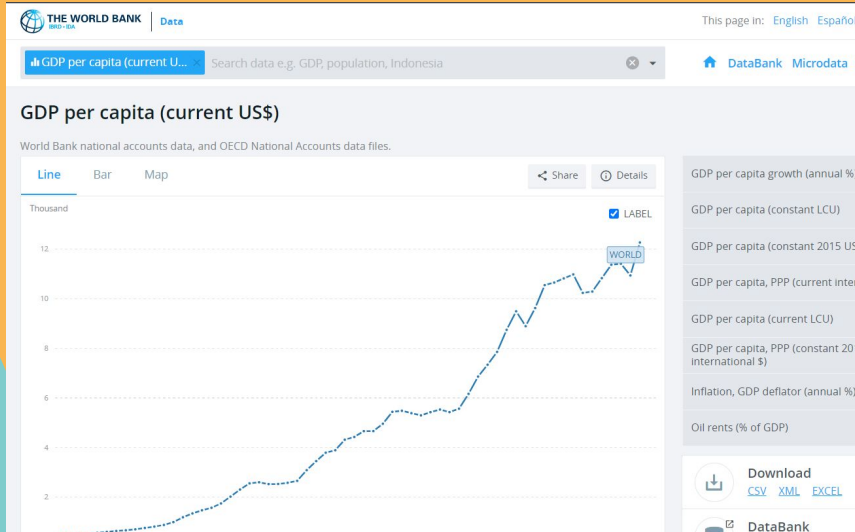 THE WORLD BANK
IBRD • IDA
Data
This page in: English Español
GDP per capita (current U... ×
Search data e.g. GDP, population, Indonesia
DataBank Microdata
GDP per capita (current US$)
World Bank national accounts data, and OECD National Accounts data files.
Line Bar Map
Share
Details
Thousand
LABEL
WORLD
12
10
8
6
4
2
GDP per capita growth (annual %
GDP per capita (constant LCU)
GDP per capita (constant 2015 US
GDP per capita, PPP (current inter
GDP per capita (current LCU)
GDP per capita, PPP (constant 20
international $)
Inflation, GDP deflator (annual %)
Oil rents (% of GDP)
Download
CSV XML EXCEL
DataBank